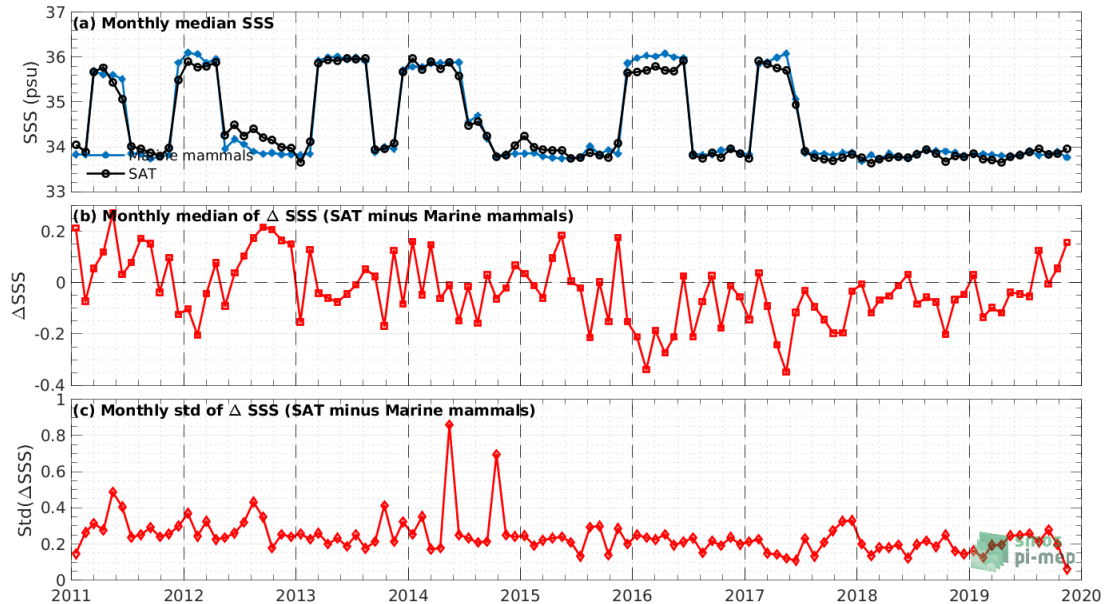 (a) Monthly median SSS
37
36
35
34
33
SSS (psu)
Marine mammals
SAT
(b) Monthly median of Δ SSS (SAT minus Marine mammals)
0.2
0
-0.2
-0.4
ΔSSS
(c) Monthly std of Δ SSS (SAT minus Marine mammals)
1
0.8
0.6
0.4
0.2
0
Std(ΔSSS)
smos
pi-mep
2011 2012 2013 2014 2015 2016 2017 2018 2019 2020